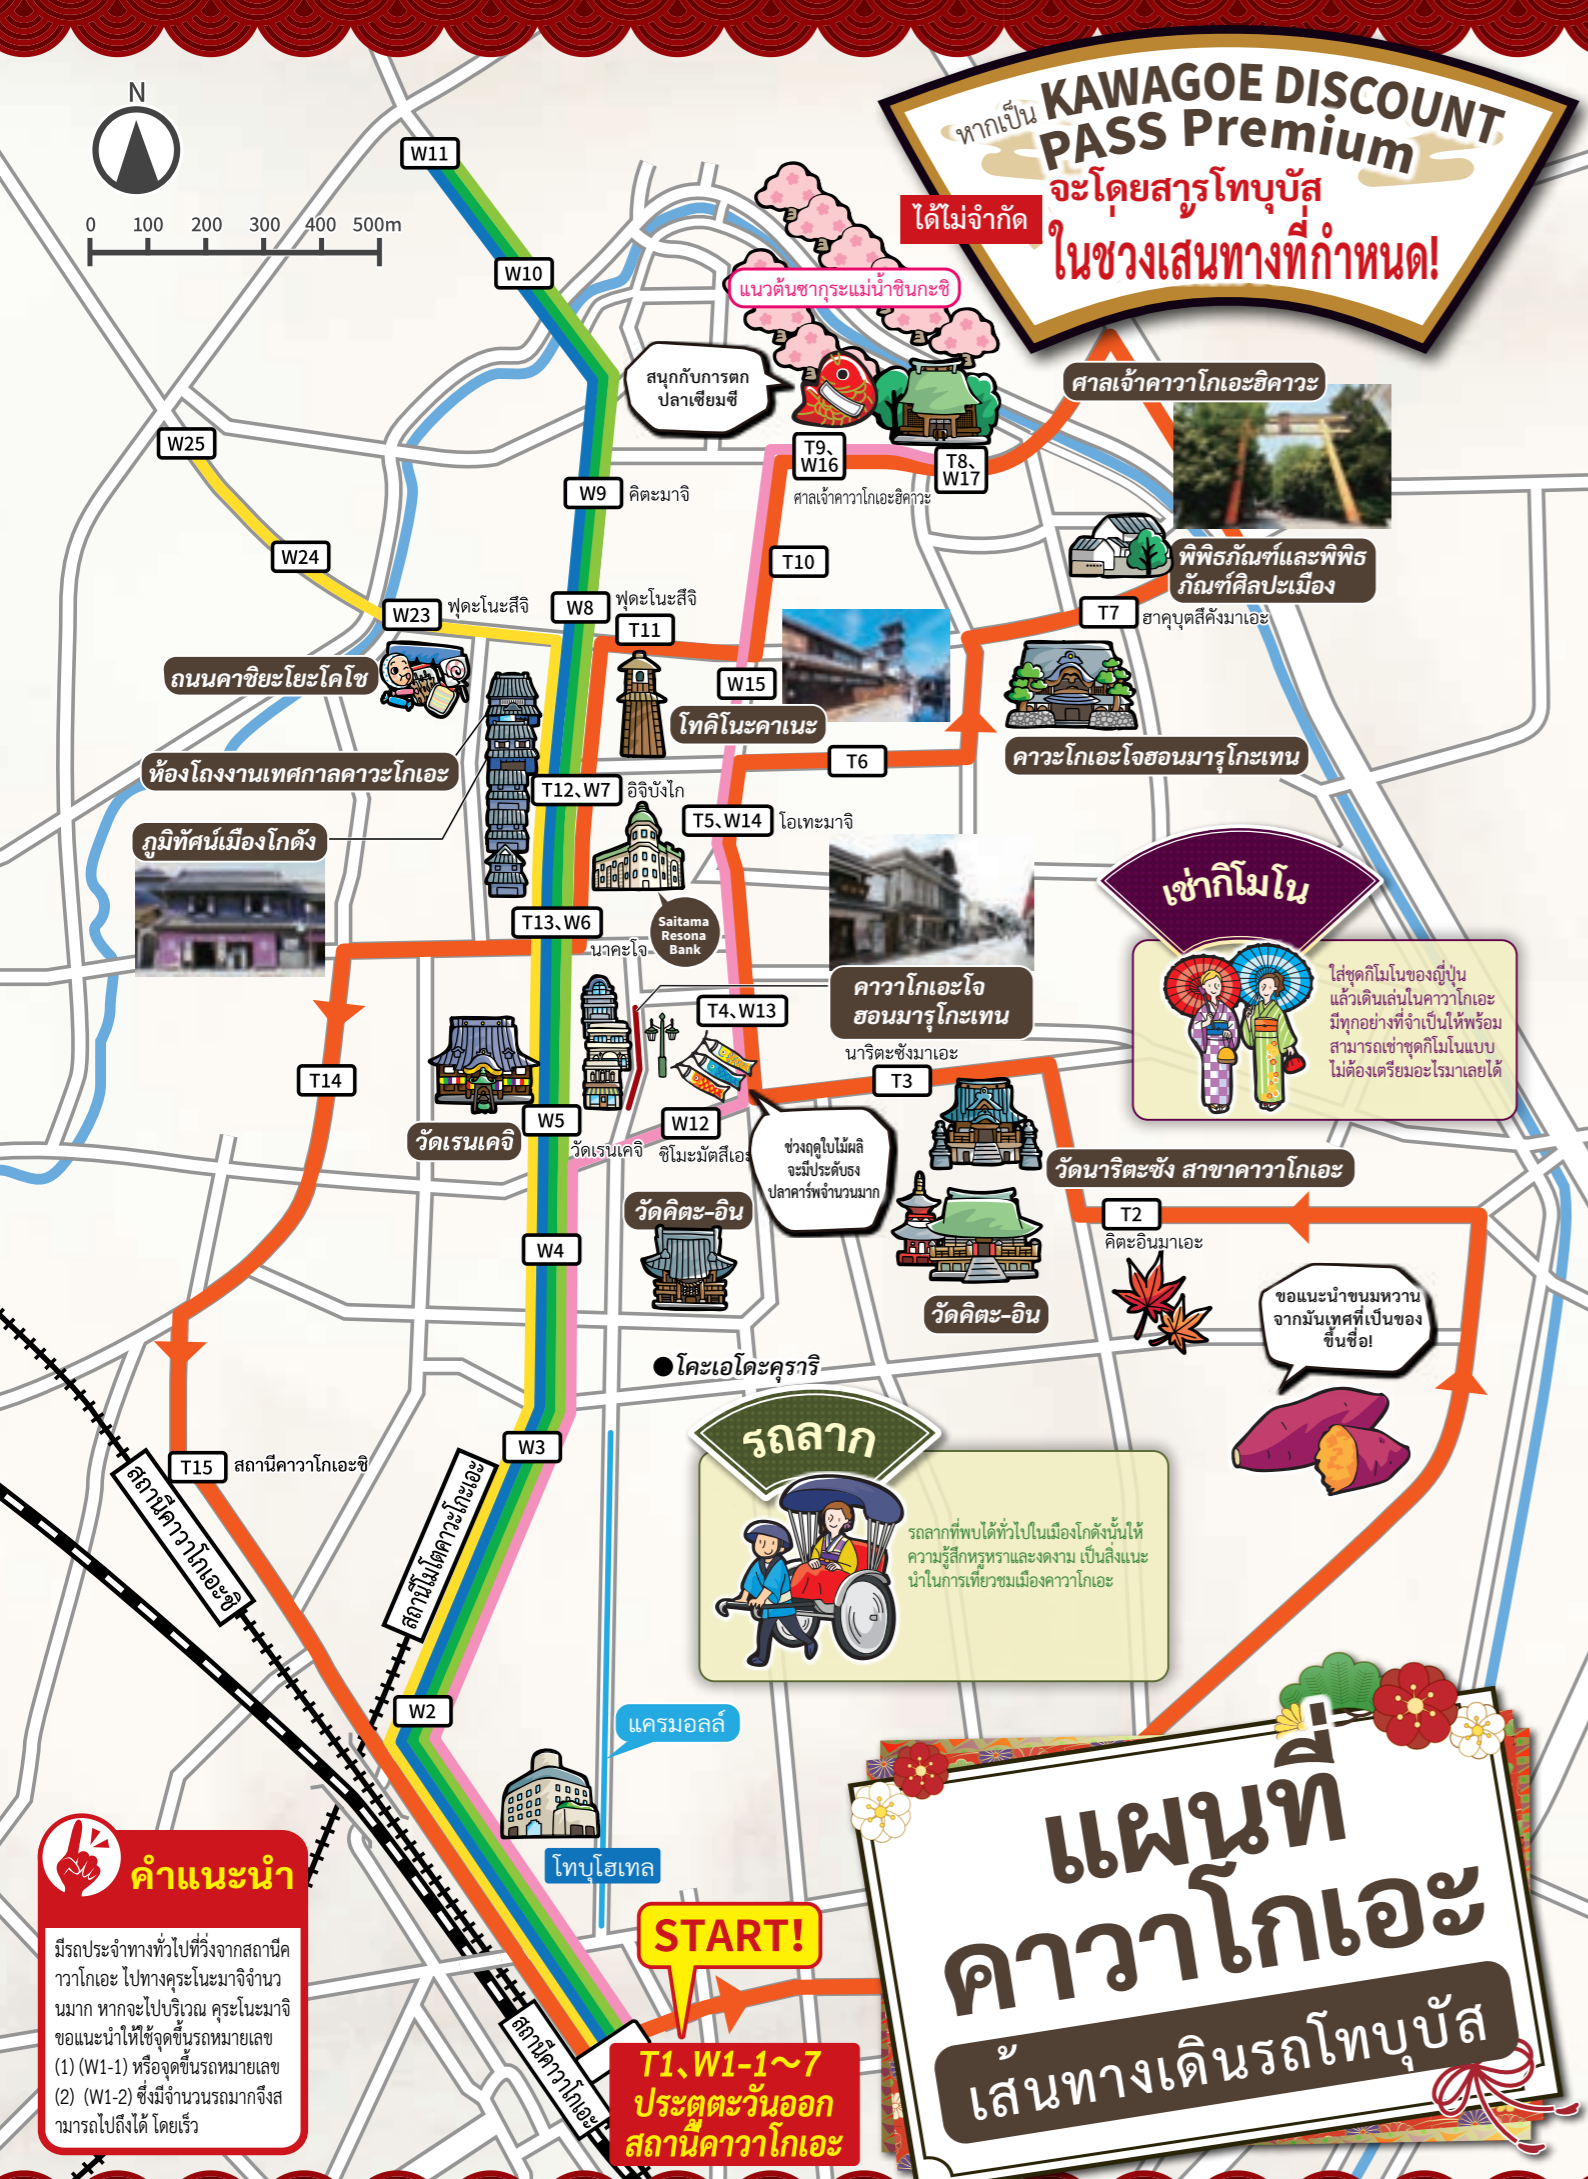 หากเป็น KAWAGOE DISCOUNT
PASS Premium
จะโดยสารโทบุบัส
ได้ไม่จำกัด
ในช่วงเส้นทางที่กำหนด!
N
0 100 200 300 400 500m
W11
W10
แนวต้นซากุระแม่น้ำชินกะชิ
สนุกกับการตก
ปลาเซียมซี
ศาลเจ้าคาวาโกเอะฮิคาวะ
W25
T9、
W16
T8、
W17
ศาลเจ้าคาวาโกเอะฮิคาวะ
W9 คิตะมาจิ
W24
T10
พิพิธภัณฑ์และพิพิธ
ภัณฑ์ศิลปะเมือง
W23 ฟุดะโนะสึจิ
W8 ฟุดะโนะสึจิ
T11
T7 ฮาคุบุตสึคังมาเอะ
ถนนคาชิยะโยะโคโช
W15
โทคิโนะคาเนะ
คาวะโกเอะโจฮอนมารุโกะเทน
ห้องโถงงานเทศกาลคาวะโกเอะ
T6
T12、W7 อิจิบังไก
T5、W14 โอเทะมาจิ
ภูมิทัศน์เมืองโกดัง
เช่ากิโมโน
T13、W6
นาคะโจ
Saitama
Resona
Bank
ใส่ชุดกิโมโนของญี่ปุ่น
แล้วเดินเล่นในคาวาโกเอะ
มีทุกอย่างที่จำเป็นให้พร้อม
สามารถเช่าชุดกิโมโนแบบ
ไม่ต้องเตรียมอะไรมาเลยได้
คาวาโกเอะโจ
ฮอนมารุโกะเทน
T4、W13
นาริตะซังมาเอะ
T3
T14
W5
วัดเรนเคจิ
วัดเรนเคจิ
W12
ชิโมะมัตสึเอะ
ช่วงฤดูใบไม้ผลิ
จะมีประดับธง
ปลาคาร์พจำนวนมาก
วัดนาริตะซัง สาขาคาวาโกเอะ
วัดคิตะ-อิน
T2
คิตะอินมาเอะ
W4
วัดคิตะ-อิน
ขอแนะนำขนมหวาน
จากมันเทศที่เป็นของ
ขึ้นชื่อ!
โคะเอโดะคุราริ
รถลาก
W3
T15 สถานีคาวาโกเอะชิ
สถานีคาวาโกเอะชิ
สถานีโมโตคาวะโกะเอะ
รถลากที่พบได้ทั่วไปในเมืองโกดังนั้นให้
ความรู้สึกหรูหราและงดงาม เป็นสิ่งแนะ
นำในการเที่ยวชมเมืองคาวาโกเอะ
W2
แครมอลล์
โทบุโฮเทล
แผนที่
คาวาโกเอะ
เส้นทางเดินรถโทบุบัส
คำแนะนำ
มีรถประจำทางทั่วไปที่วิ่งจากสถานีค
าวาโกเอะ ไปทางคุระโนะมาจิจำนว
นมาก หากจะไปบริเวณ คุระโนะมาจิ
ขอแนะนำให้ใช้จุดขึ้นรถหมายเลข
(1) (W1-1) หรือจุดขึ้นรถหมายเลข
(2) (W1-2) ซึ่งมีจำนวนรถมากจึงส
ามารถไปถึงได้ โดยเร็ว
START!
สถานีคาวาโกเอะ
T1、W1-1～7
ประตูตะวันออก
สถานีคาวาโกเอะ